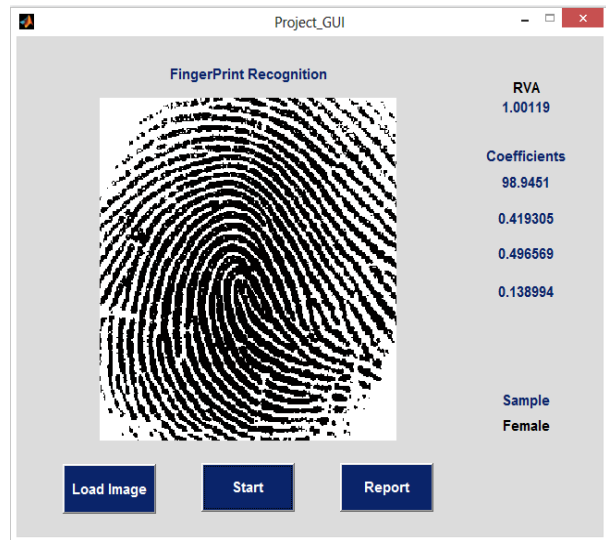 Project_GUI
FingerPrint Recognition
RVA
1.00119
Coefficients
98.9451
0.419305
0.496569
0.138994
Sample
Female
Load Image
Start
Report